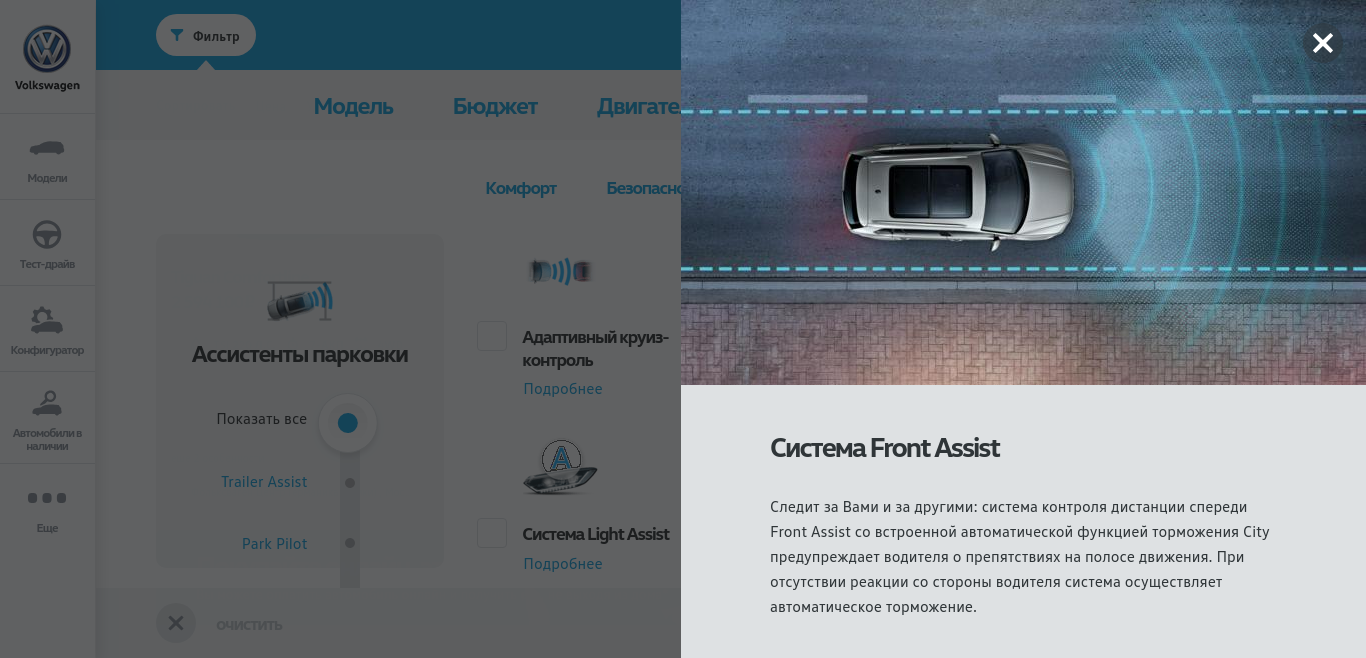 Volkswagen
Модели
Тест-драйв
Конфигуратор
Автомобили в
наличии
Еще
Фильтр
Модель Бюджет Двигате
Комфорт Безопасно
Ассистенты парковки
Показать все
Trailer Assist
Park Pilot
Адаптивный круиз-
контроль
Подробнее
Система Light Assist
Подробнее
ОЧИСТИТЬ
Система Front Assist
Следит за Вами и за другими: система контроля дистанции спереди
Front Assist со встроенной автоматической функцией торможения City
предупреждает водителя о препятствиях на полосе движения. При
отсутствии реакции со стороны водителя система осуществляет
автоматическое торможение.